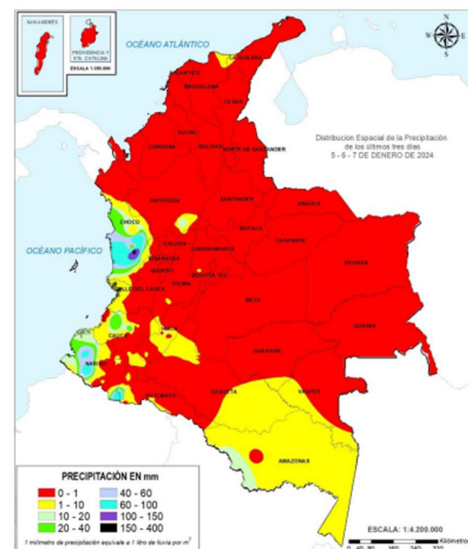 SAN ANDRÉS
PROVIDENCIA Y
STA. CATALINA
ESCALA 1:350.000
OCÉANO ATLÁNTICO
N
W
E
S
LA GUAJIRA
ATLÁNTICO
MAGDALENA
CESAR
Distribucion Espacial de la Precipitación
de los últimos tres días
5 - 6 - 7 DE DENERO DE 2024
SUCRE
CÓRDOBA
BOLÍVAR
NORTE DE SANTANDER
ANTIOQUIA
SANTANDER
ARAUCA
CHOCÓ
BOYACÁ
OCÉANO PACÍFICO
CALDAS
CUNDINAMARCA
CASANARE
RISARALDA
VICHADA
BOGOTÁ, D.C.
TOLIMA
VALLE DEL CAUCA
META
HUILA
CAUCA
GUAINÍA
GUAVIARE
NARIÑO
PUTUMAYO
CAQUETÁ
VAUPÉS
AMAZONAS
PRECIPITACIÓN EN mm
0 - 1
40 - 60
1 - 10
60 - 100
10 - 20
100 - 150
20 - 40
150 - 400
1 milímetro de precipitación equivale a 1 litro de lluvia por m²
ESCALA: 1:4.200.000
Kilómetros